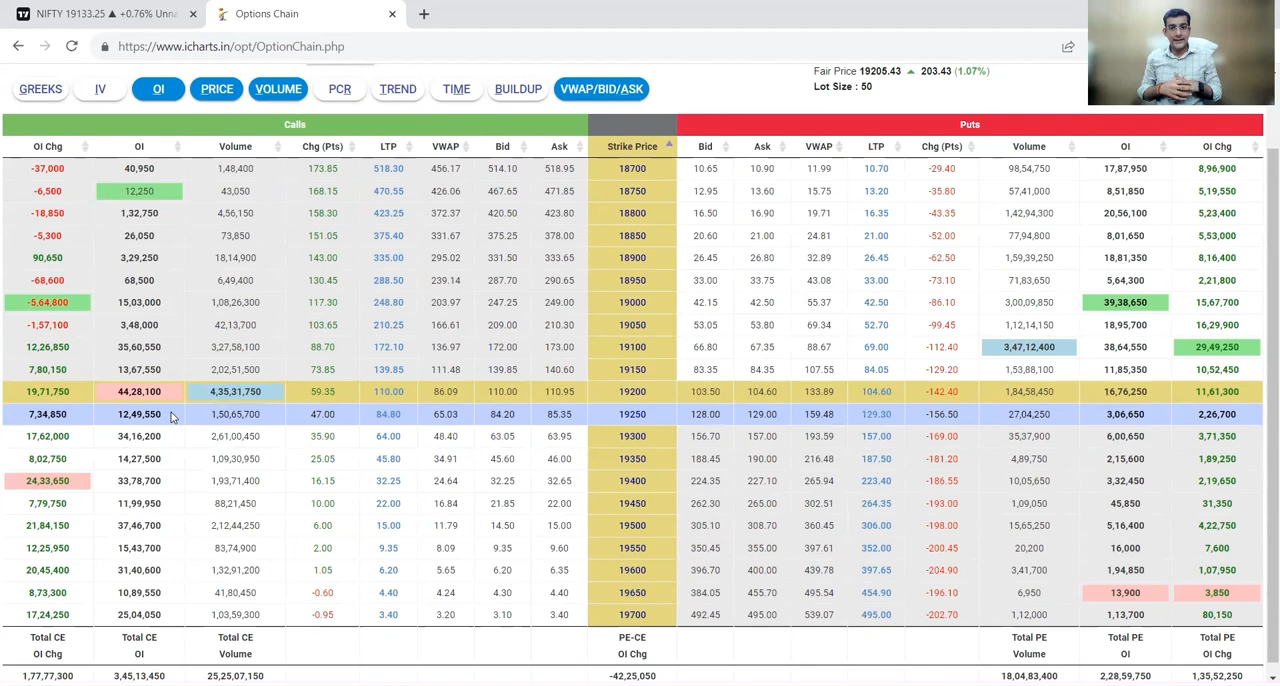 NIFTY 19133.25 ▲ +0.76% Unna
Options Chain
https://www.icharts.in/opt/OptionChain.php
Fair Price 19205.43 ▲ 203.43 (1.07%)
Lot Size : 50
GREEKS IV OI PRICE VOLUME PCR TREND TIME BUILDUP VWAP/BID/ASK
Calls Puts
OI Chg OI Volume Chg (Pts) LTP VWAP Bid Ask Strike Price Bid Ask VWAP LTP Chg (Pts) Volume OI OI Chg
-37,000 40,950 1,48,400 173.85 518.30 456.17 514.10 518.95 18700 10.65 10.90 11.99 10.70 -29.40 98,54,750 17,87,950 8,96,900
-6,500 12,250 43,050 168.15 470.55 426.06 467.65 471.85 18750 12.95 13.60 15.75 13.20 -35.80 57,41,000 8,51,850 5,19,550
-18,850 1,32,750 4,56,150 158.30 423.25 372.37 420.50 423.80 18800 16.50 16.90 19.71 16.35 -43.35 1,42,94,300 20,56,100 5,23,400
-5,300 26,050 73,850 151.05 375.40 331.67 375.25 378.00 18850 20.60 21.00 24.81 21.00 -52.00 77,94,800 8,01,650 5,53,000
90,650 3,29,250 18,14,900 143.00 335.00 295.02 331.50 333.65 18900 26.45 26.80 32.89 26.45 -62.50 1,59,39,250 18,81,350 8,16,400
-68,600 68,500 6,49,400 130.45 288.50 239.14 287.70 290.65 18950 33.00 33.75 43.08 33.00 -73.10 71,83,650 5,64,300 2,21,800
-5,64,800 15,03,000 1,08,26,300 117.30 248.80 203.97 247.25 249.00 19000 42.15 42.50 55.37 42.50 -86.10 3,00,09,850 39,38,650 15,67,700
-1,57,100 3,48,000 42,13,700 103.65 210.25 166.61 209.00 210.30 19050 53.05 53.80 69.34 52.70 -99.45 1,12,14,150 18,95,700 16,29,900
12,26,850 35,60,550 3,27,58,100 88.70 172.10 136.97 172.00 173.00 19100 66.80 67.35 88.67 69.00 -112.40 3,47,12,400 38,64,550 29,49,250
7,80,150 13,67,550 2,02,51,500 73.85 139.85 111.48 139.85 140.60 19150 83.35 84.35 107.55 84.05 -129.20 1,53,88,100 11,85,350 10,52,450
19,71,750 44,28,100 4,35,31,750 59.35 110.00 86.09 110.00 110.95 19200 103.50 104.60 133.89 104.60 -142.40 1,84,58,450 16,76,250 11,61,300
7,34,850 12,49,550 1,50,65,700 47.00 84.80 65.03 84.20 85.35 19250 128.00 129.00 159.48 129.30 -156.50 27,04,250 3,06,650 2,26,700
17,62,000 34,16,200 2,61,00,450 35.90 64.00 48.40 63.05 63.95 19300 156.70 157.00 193.59 157.00 -169.00 35,37,900 6,00,650 3,71,350
8,02,750 14,27,500 1,09,30,950 25.05 45.80 34.91 45.60 46.00 19350 188.45 190.00 216.48 187.50 -181.20 4,89,750 2,15,600 1,89,250
24,33,650 33,78,700 1,93,71,400 16.15 32.25 24.64 32.25 32.65 19400 224.35 227.10 265.94 223.40 -186.55 10,05,650 3,32,450 2,19,650
7,79,750 11,99,950 88,21,450 10.00 22.00 16.84 21.85 22.00 19450 262.30 265.00 302.51 264.35 -193.00 1,09,050 45,850 31,350
21,84,150 37,46,700 2,12,44,250 6.00 15.00 11.79 14.50 15.00 19500 305.10 308.70 360.45 306.00 -198.00 15,65,250 5,16,400 4,22,750
12,25,950 15,43,700 83,74,900 2.00 9.35 8.09 9.35 9.60 19550 350.45 355.00 397.61 352.00 -200.45 20,200 16,000 7,600
20,45,400 31,40,600 1,32,91,200 1.05 6.20 5.65 6.20 6.35 19600 396.70 400.00 439.78 397.65 -204.90 3,41,700 1,94,850 1,07,950
8,73,300 10,89,550 41,80,450 -0.60 4.40 4.24 4.30 4.40 19650 384.05 455.70 495.54 454.90 -196.10 6,950 13,900 3,850
17,24,250 25,04,050 1,03,59,300 -0.95 3.40 3.20 3.10 3.40 19700 492.45 495.00 539.07 495.00 -202.70 1,12,000 1,13,700 80,150
Total CE Total CE Total CE PE-CE Total PE Total PE Total PE
OI Chg OI Volume OI Chg Volume OI OI Chg
1,77,77,300 3,45,13,450 25,25,07,150 -42,25,050 18,04,83,400 2,28,59,750 1,35,52,250